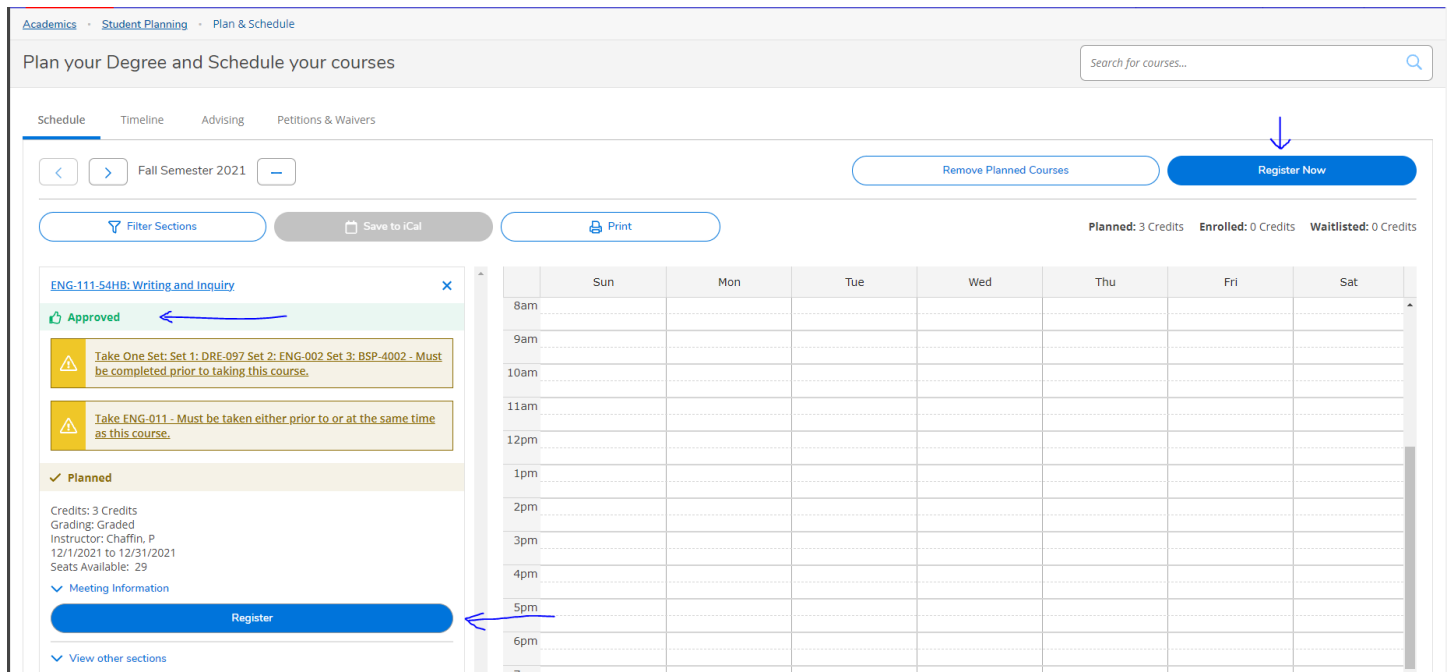 Academics · Student Planning · Plan & Schedule
Plan your Degree and Schedule your courses
Search for courses...
Schedule Timeline Advising Petitions & Waivers
Fall Semester 2021
Remove Planned Courses
Register Now
Filter Sections
Save to iCal
Print
Planned: 3 Credits Enrolled: 0 Credits Waitlisted: 0 Credits
ENG-111-54HB: Writing and Inquiry
Approved
Take One Set: Set 1: DRE-097 Set 2: ENG-002 Set 3: BSP-4002 - Must
be completed prior to taking this course.
Take ENG-011 - Must be taken either prior to or at the same time
as this course.
Planned
Credits: 3 Credits
Grading: Graded
Instructor: Chaffin, P
12/1/2021 to 12/31/2021
Seats Available: 29
Meeting Information
Register
View other sections
Sun Mon Tue Wed Thu Fri Sat
8am
9am
10am
11am
12pm
1pm
2pm
3pm
4pm
5pm
6pm